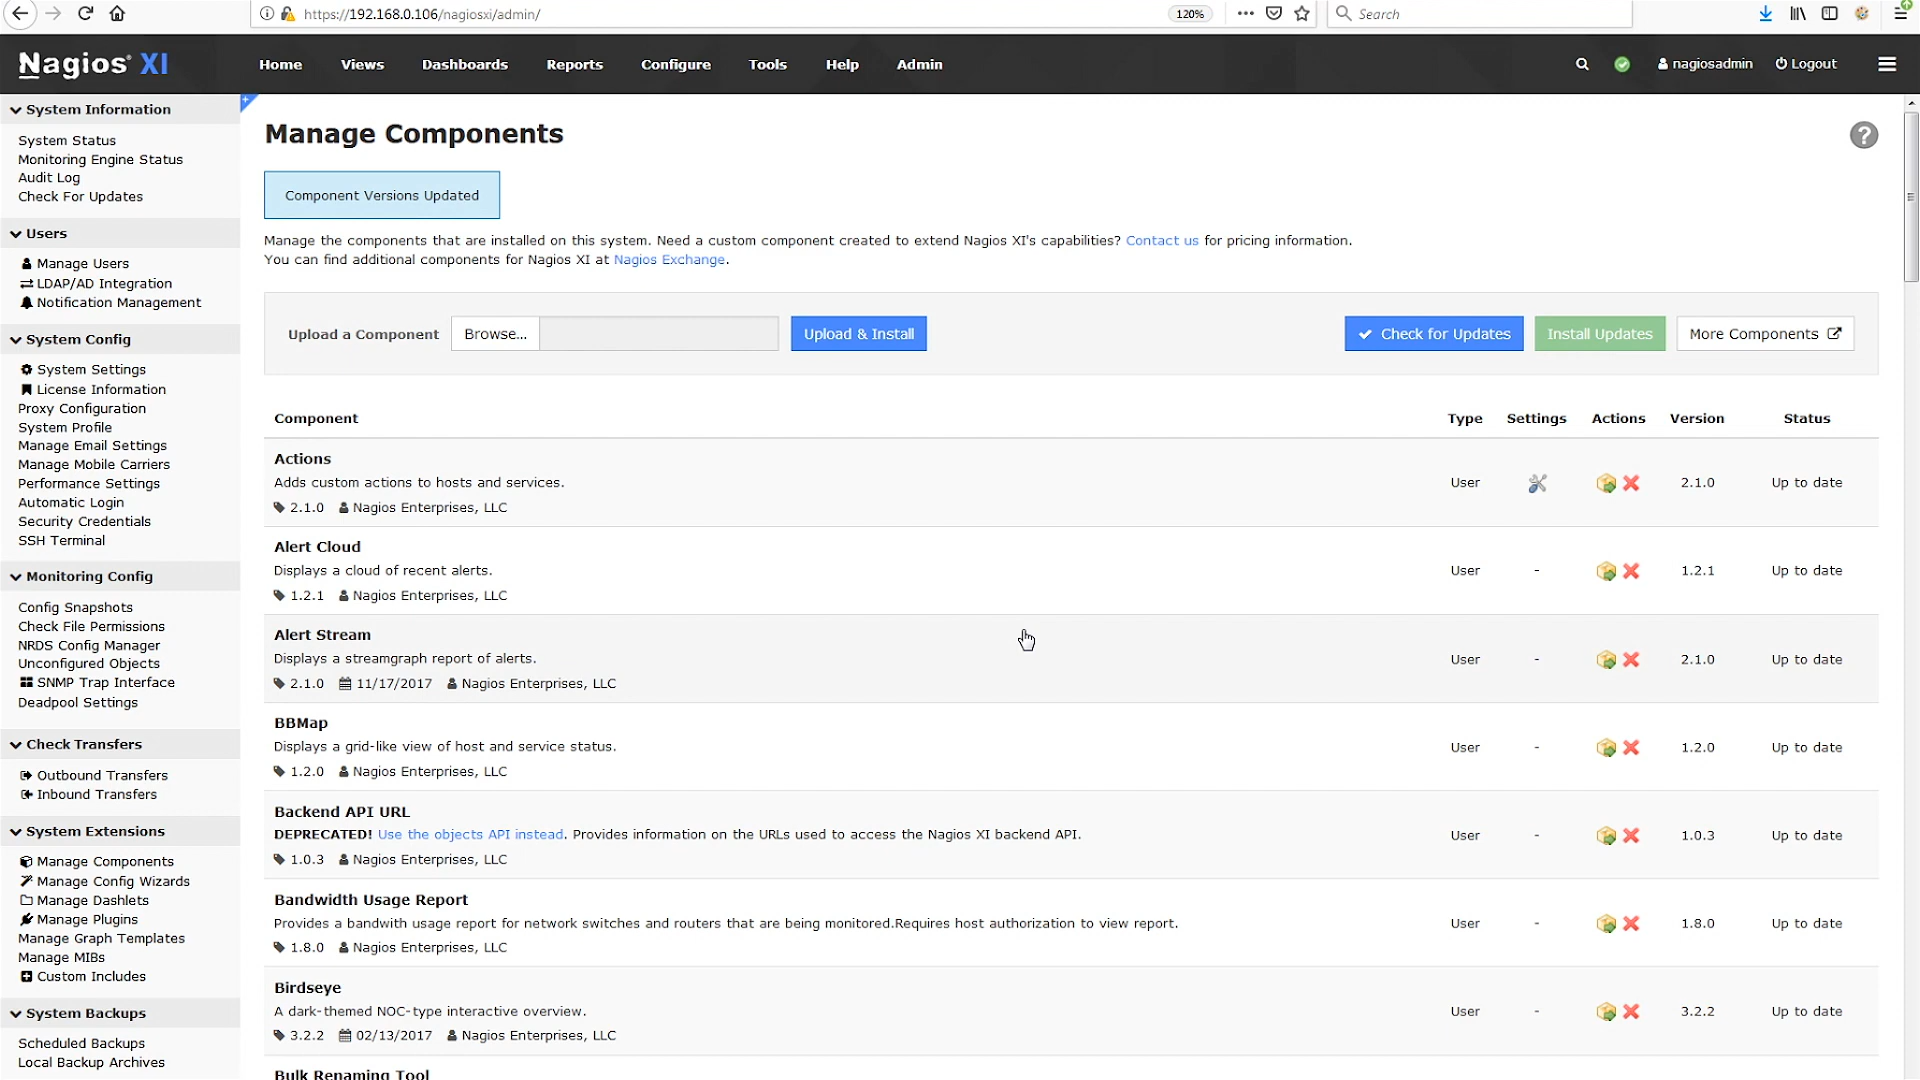 https://192.168.0.106/nagiosxi/admin/
120%
Search
Nagios® XI
Home
Views
Dashboards
Reports
Configure
Tools
Help
Admin
nagiosadmin
Logout
System Information
System Status
Monitoring Engine Status
Audit Log
Check For Updates
Users
Manage Users
LDAP/AD Integration
Notification Management
System Config
System Settings
License Information
Proxy Configuration
System Profile
Manage Email Settings
Manage Mobile Carriers
Performance Settings
Automatic Login
Security Credentials
SSH Terminal
Monitoring Config
Config Snapshots
Check File Permissions
NRDS Config Manager
Unconfigured Objects
SNMP Trap Interface
Deadpool Settings
Check Transfers
Outbound Transfers
Inbound Transfers
System Extensions
Manage Components
Manage Config Wizards
Manage Dashlets
Manage Plugins
Manage Graph Templates
Manage MIBs
Custom Includes
System Backups
Scheduled Backups
Local Backup Archives
Manage Components
Component Versions Updated
Manage the components that are installed on this system. Need a custom component created to extend Nagios XI's capabilities? Contact us for pricing information.
You can find additional components for Nagios XI at Nagios Exchange.
Upload a Component Browse... Upload & Install Check for Updates Install Updates More Components
Component Type Settings Actions Version Status
Actions
Adds custom actions to hosts and services.
2.1.0 Nagios Enterprises, LLC
User 2.1.0 Up to date
Alert Cloud
Displays a cloud of recent alerts.
1.2.1 Nagios Enterprises, LLC
User - 1.2.1 Up to date
Alert Stream
Displays a streamgraph report of alerts.
2.1.0 11/17/2017 Nagios Enterprises, LLC
User - 2.1.0 Up to date
BBMap
Displays a grid-like view of host and service status.
1.2.0 Nagios Enterprises, LLC
User - 1.2.0 Up to date
Backend API URL
DEPRECATED! Use the objects API instead. Provides information on the URLs used to access the Nagios XI backend API.
1.0.3 Nagios Enterprises, LLC
User - 1.0.3 Up to date
Bandwidth Usage Report
Provides a bandwith usage report for network switches and routers that are being monitored.Requires host authorization to view report.
1.8.0 Nagios Enterprises, LLC
User - 1.8.0 Up to date
Birdseye
A dark-themed NOC-type interactive overview.
3.2.2 02/13/2017 Nagios Enterprises, LLC
User - 3.2.2 Up to date
Bulk Renaming Tool